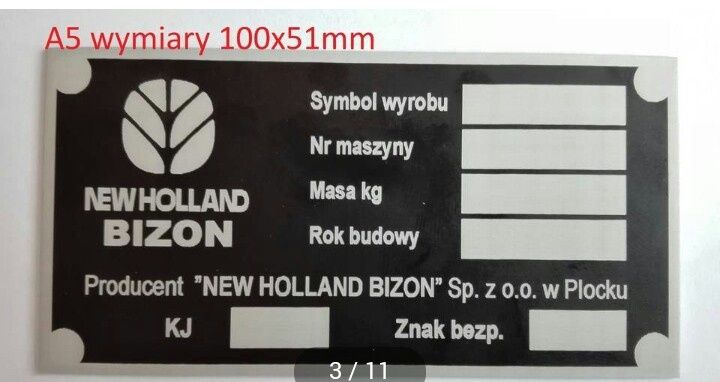 A5 wymiary 100x51mm
NEW HOLLAND
BIZON
Symbol wyrobu
Nr maszyny
Masa kg
Rok budowy
Producent "NEW HOLLAND BIZON" Sp. z o.o. w Plocku
KJ
Znak bezp.
3 / 11